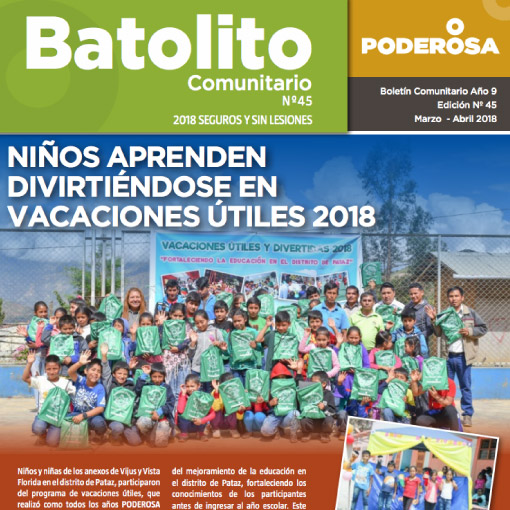 Batolito
Comunitario
Nº45
2018 SEGUROS Y SIN LESIONES
PODEROSA
Boletín Comunitario Año 9
Edición Nº 45
Marzo - Abril 2018
NIÑOS APRENDEN
DIVIRTIÉNDOSE EN
VACACIONES ÚTILES 2018
VACACIONES ÚTILES Y DIVERTIDAS 2018
"FORTALECIENDO LA EDUCACIÓN EN EL DISTRITO DE PATAZ"
Niños y niñas de los anexos de Vijus y Vista
Florida en el distrito de Pataz, participaron
del programa de vacaciones útiles, que
realizó como todos los años PODEROSA
del mejoramiento de la educación en
el distrito de Pataz, fortaleciendo los
conocimientos de los participantes
antes de ingresar al año escolar. Este